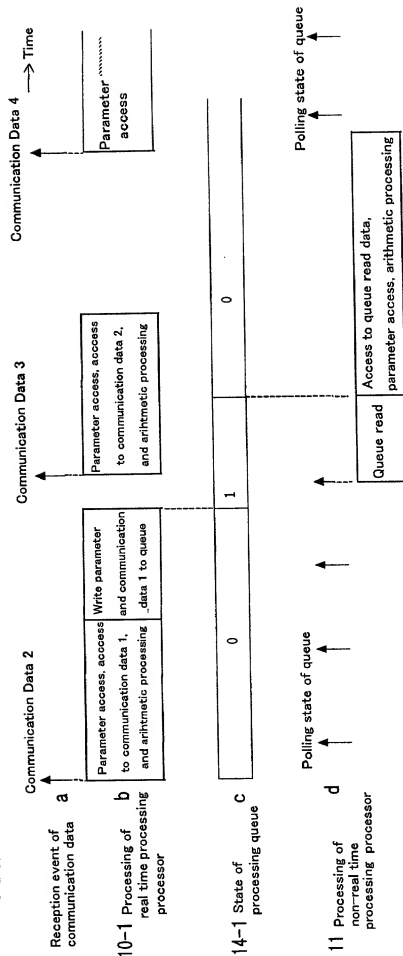 Communication Data 2
Communication Data 3
Communication Data 4
Time
Reception event of
communication data
a
10-1 Processing of
real time processing
processor
b
Parameter access, acccess
to communication data 1,
and arihtmetic processing
Write parameter
and communication
data 1 to queue
Parameter access, acccess
to communication data 2,
and arihtmetic processing
Parameter
access
14-1 State of
processing queue
c
0
1
0
Polling state of queue
Polling state of queue
11 Processing of
non-real time
processing processor
d
Queue read
Access to queue read data,
parameter access, arithmetic processing